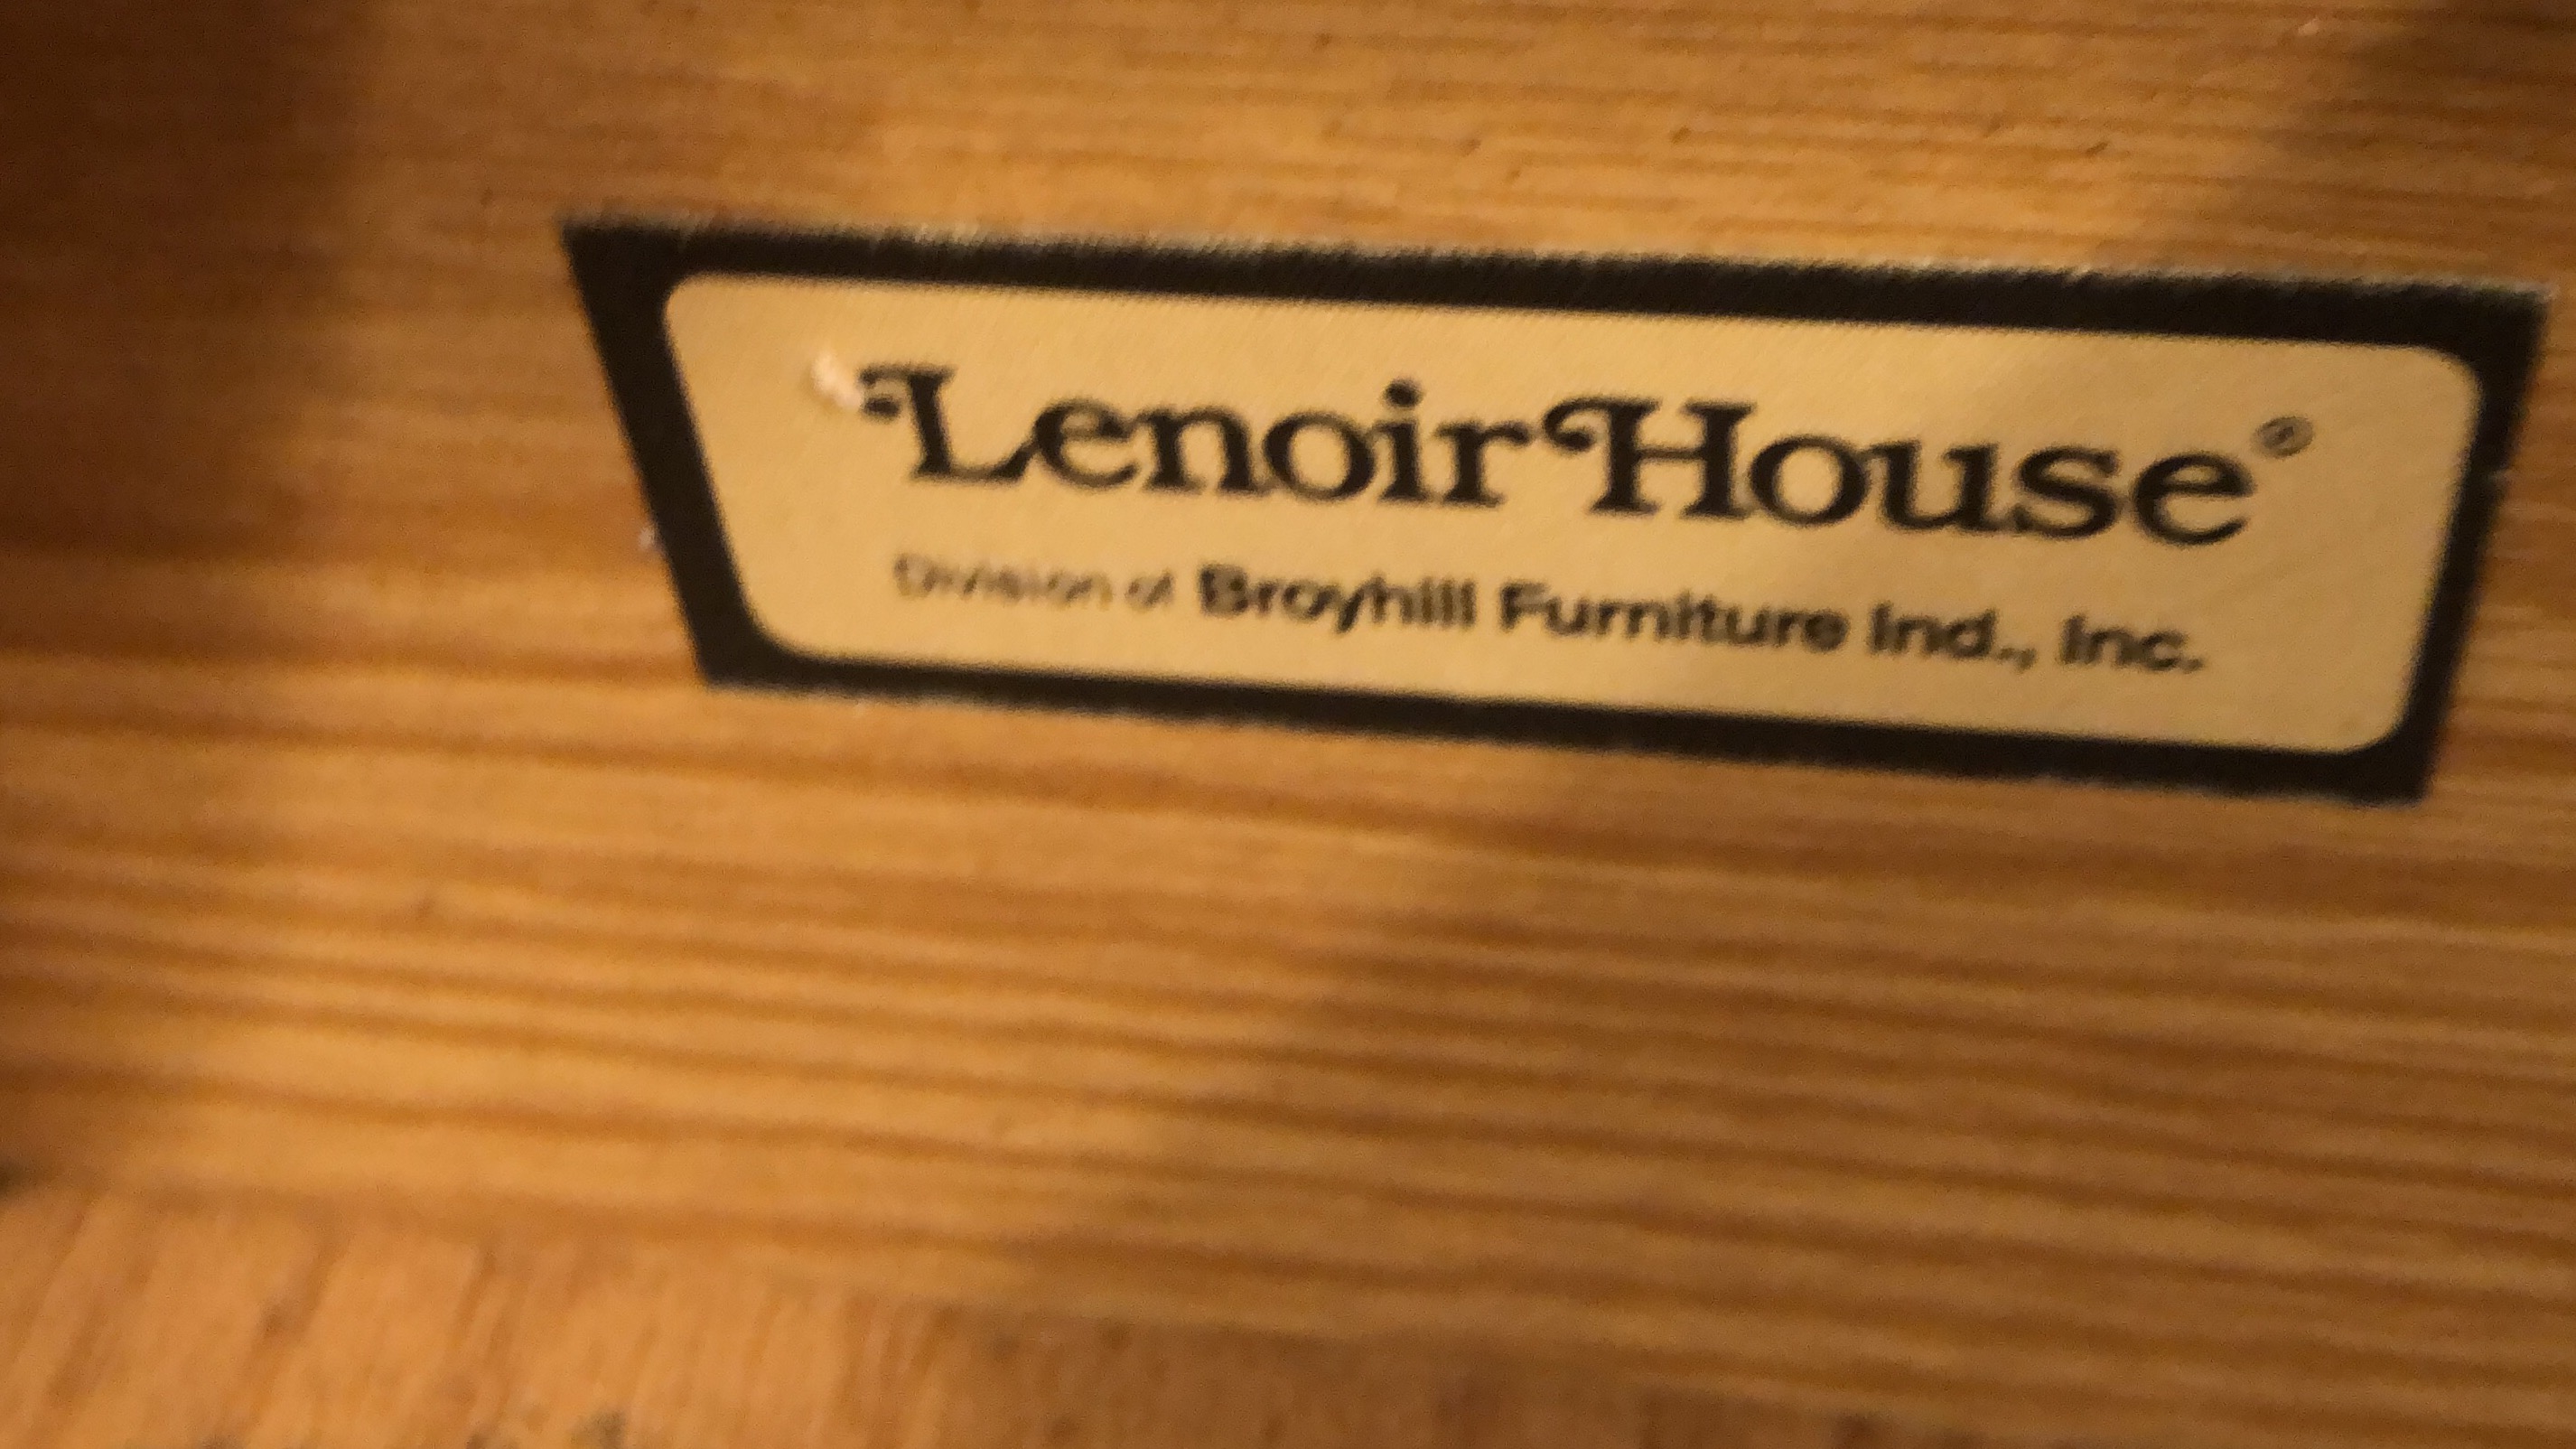 Lenoir House®
Division of Broyhill Furniture Ind., Inc.